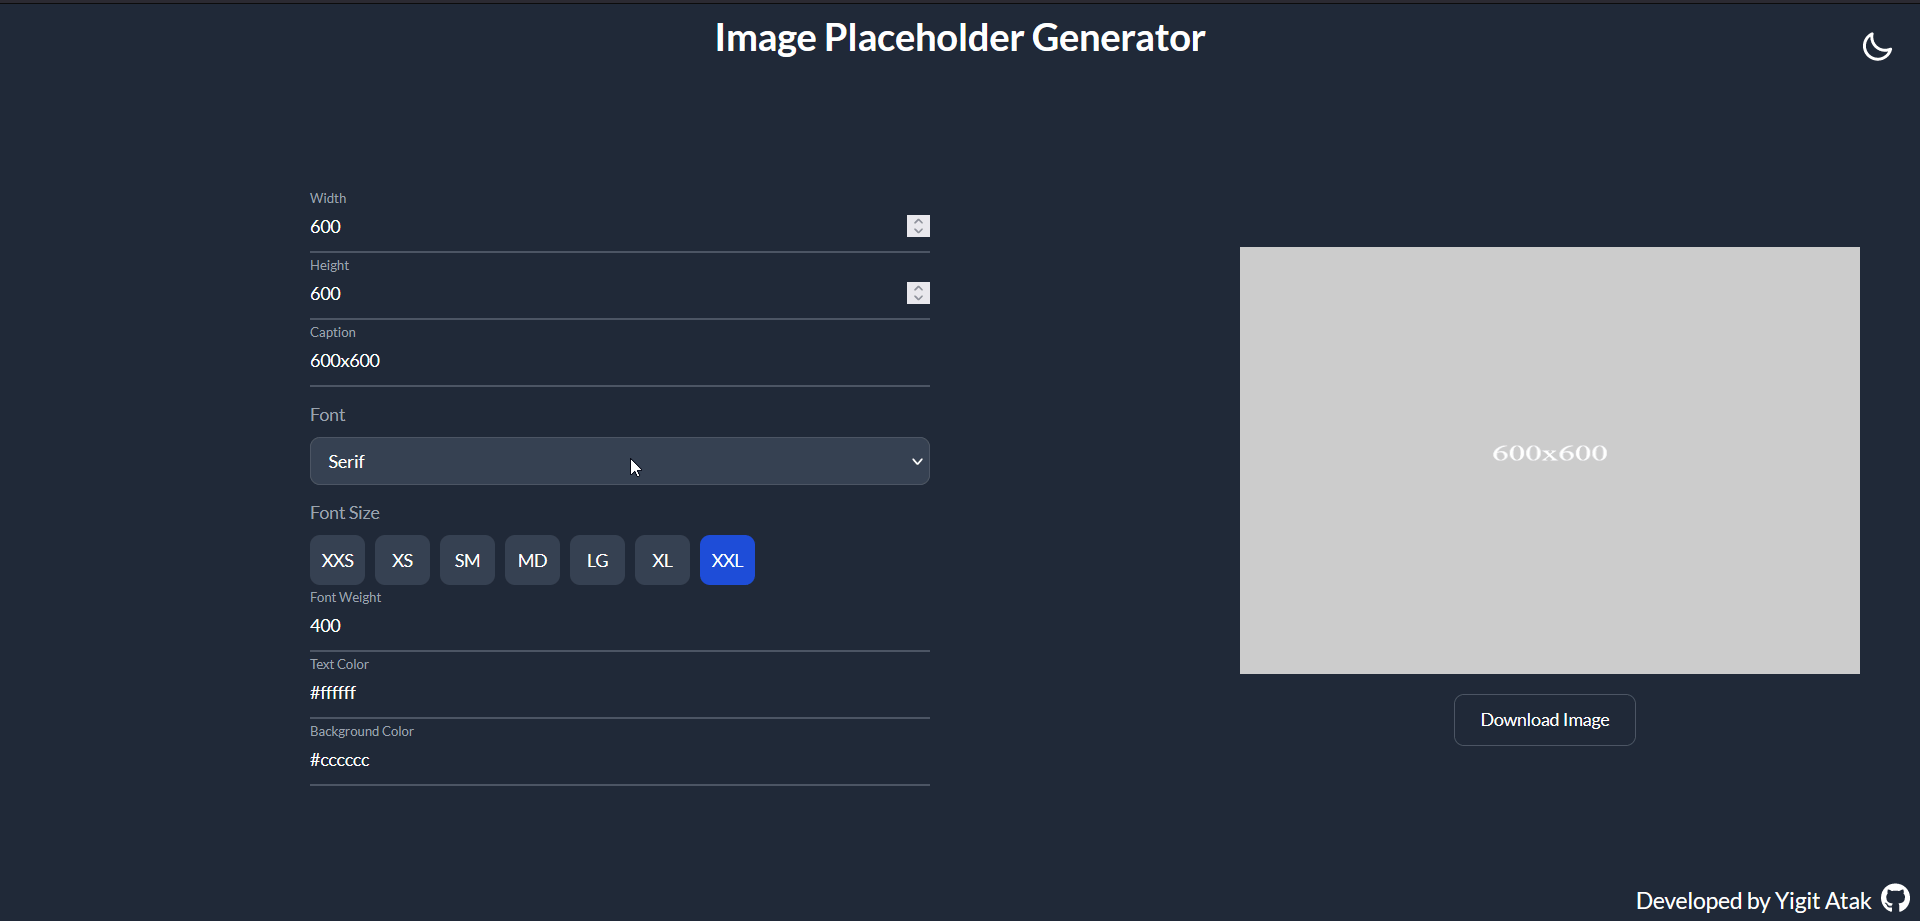 Image Placeholder Generator
Width
600
Height
600
Caption
600x600
Font
Serif
Font Size
XXS XS SM MD LG XL XXL
Font Weight
400
Text Color
#ffffff
Background Color
#cccccc
600x600
Download Image
Developed by Yigit Atak